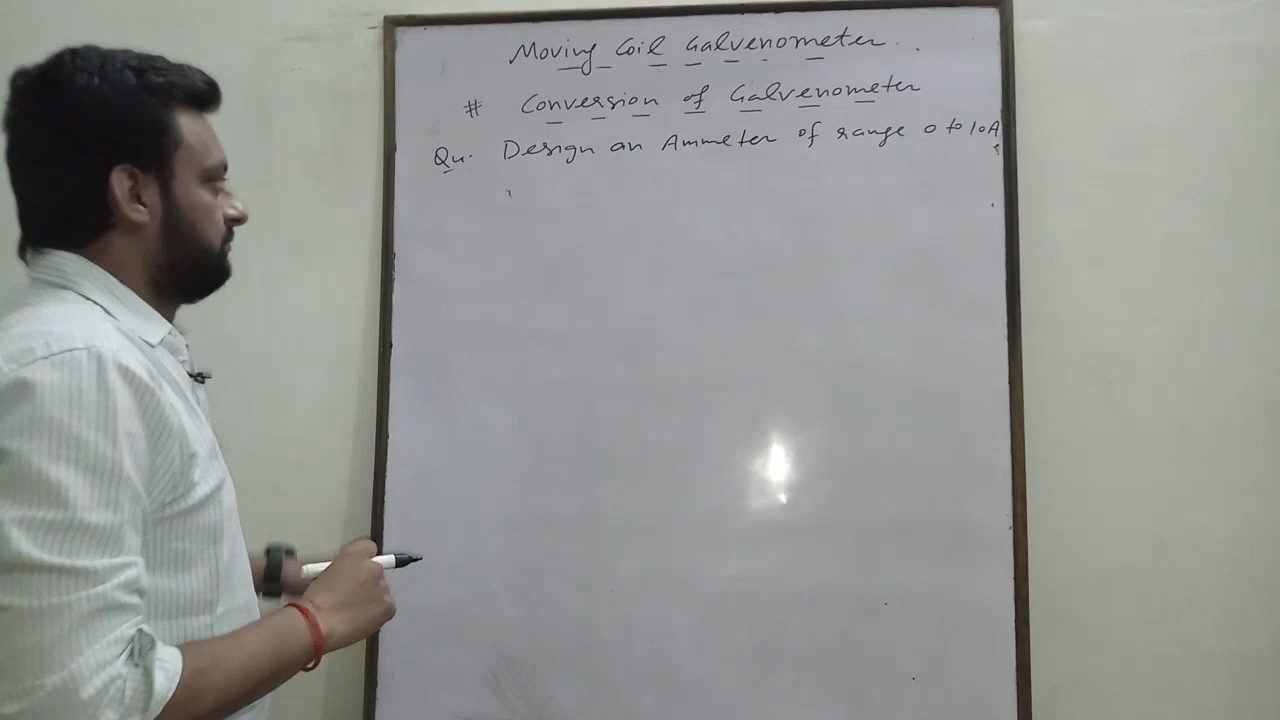 Moving Coil Galvenometer
# Conversion of Galvenometer
Qu. Design an Ammeter of range 0 to 10A